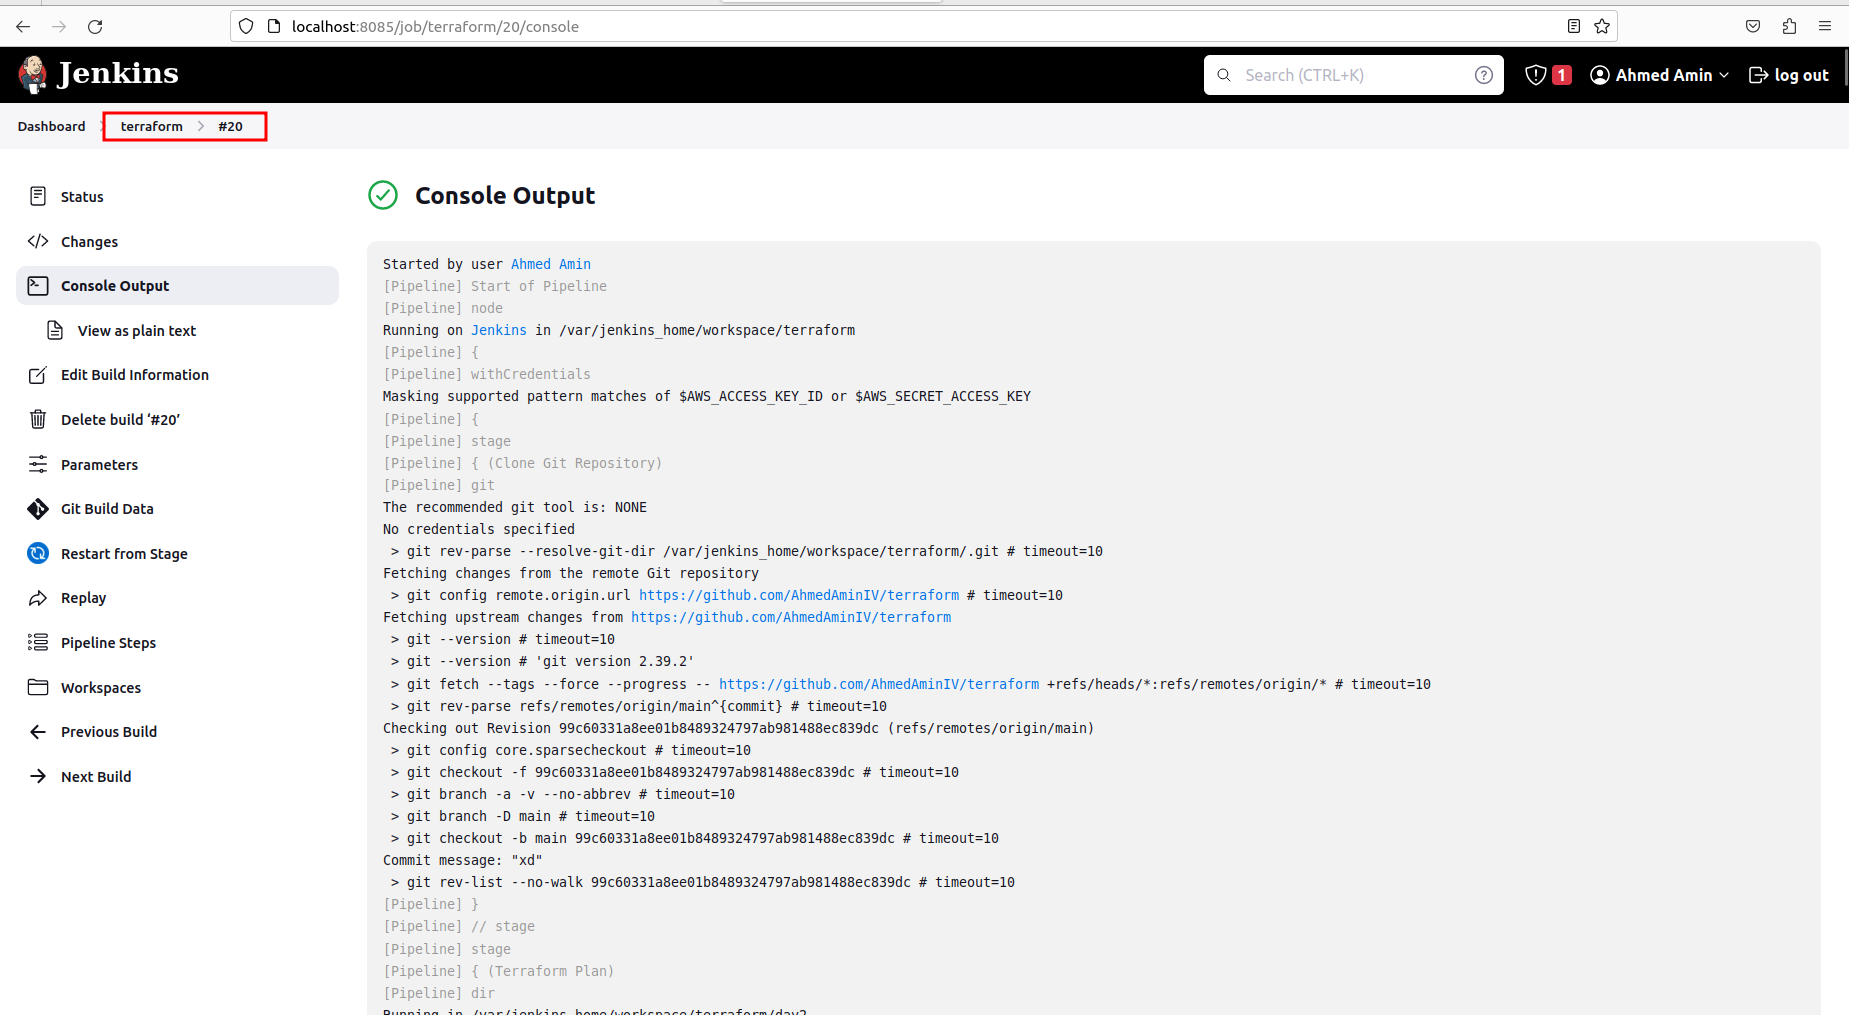 localhost:8085/job/terraform/20/console
Jenkins
Search (CTRL+K)
1
Ahmed Amin
log out
Dashboard
terraform
#20
Status
Changes
Console Output
View as plain text
Edit Build Information
Delete build ‘#20’
Parameters
Git Build Data
Restart from Stage
Replay
Pipeline Steps
Workspaces
Previous Build
Next Build
Console Output
Started by user Ahmed Amin
[Pipeline] Start of Pipeline
[Pipeline] node
Running on Jenkins in /var/jenkins_home/workspace/terraform
[Pipeline] {
[Pipeline] withCredentials
Masking supported pattern matches of $AWS_ACCESS_KEY_ID or $AWS_SECRET_ACCESS_KEY
[Pipeline] {
[Pipeline] stage
[Pipeline] { (Clone Git Repository)
[Pipeline] git
The recommended git tool is: NONE
No credentials specified
> git rev-parse --resolve-git-dir /var/jenkins_home/workspace/terraform/.git # timeout=10
Fetching changes from the remote Git repository
> git config remote.origin.url https://github.com/AhmedAminIV/terraform # timeout=10
Fetching upstream changes from https://github.com/AhmedAminIV/terraform
> git --version # timeout=10
> git --version # 'git version 2.39.2'
> git fetch --tags --force --progress -- https://github.com/AhmedAminIV/terraform +refs/heads/*:refs/remotes/origin/* # timeout=10
> git rev-parse refs/remotes/origin/main^{commit} # timeout=10
Checking out Revision 99c60331a8ee01b8489324797ab981488ec839dc (refs/remotes/origin/main)
> git config core.sparsecheckout # timeout=10
> git checkout -f 99c60331a8ee01b8489324797ab981488ec839dc # timeout=10
> git branch -a -v --no-abbrev # timeout=10
> git branch -D main # timeout=10
> git checkout -b main 99c60331a8ee01b8489324797ab981488ec839dc # timeout=10
Commit message: "xd"
> git rev-list --no-walk 99c60331a8ee01b8489324797ab981488ec839dc # timeout=10
[Pipeline] }
[Pipeline] // stage
[Pipeline] stage
[Pipeline] { (Terraform Plan)
[Pipeline] dir
Running in /var/jenkins_home/workspace/terraform/day2